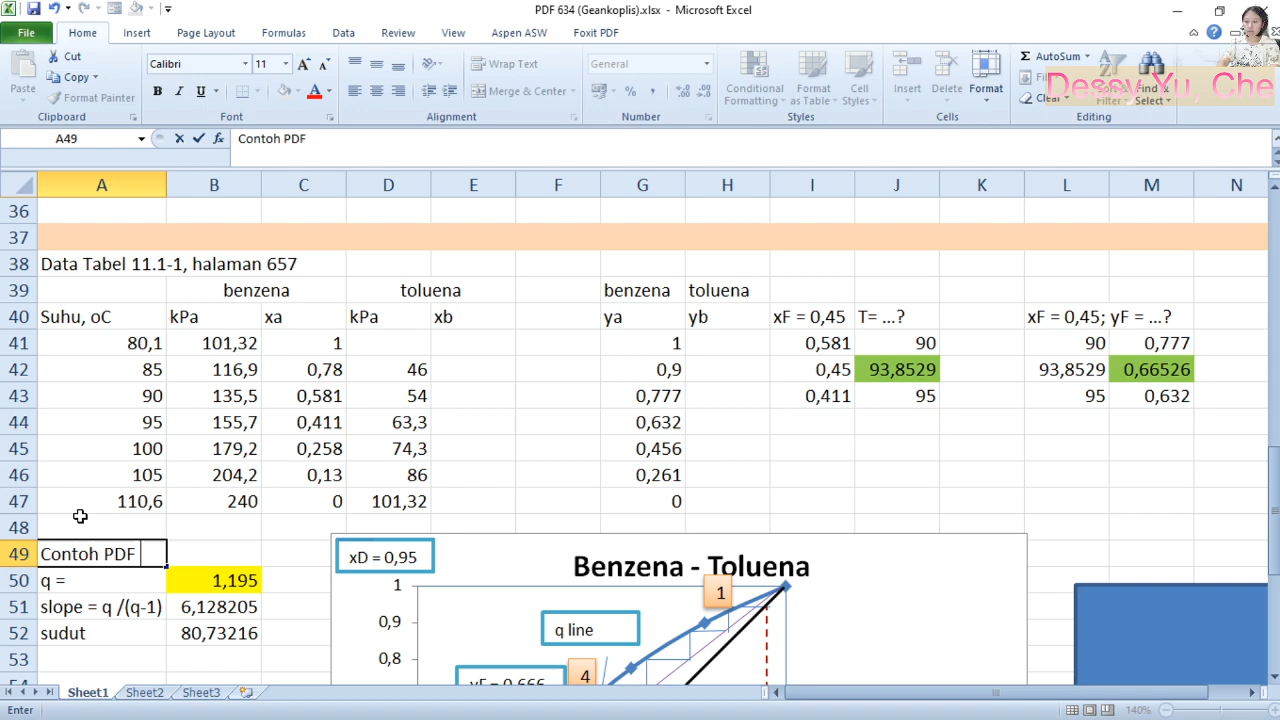 PDF 634 (Geankoplis).xlsx - Microsoft Excel
File Home Insert Page Layout Formulas Data Review View Aspen ASW Foxit PDF
Cut
Copy
Format Painter
Paste
Clipboard
Calibri 11
Font
Wrap Text
Merge & Center
Alignment
General
Number
Conditional Formatting
Format as Table
Cell Styles
Styles
Insert Delete Format
Cells
AutoSum
Clear
Find & Select
Editing
Dessy Yu, Che
A49 Contoh PDF
A B C D E F G H I J K L M N
36
37
38 Data Tabel 11.1-1, halaman 657
39 benzena toluena benzena toluena
40 Suhu, oC kPa xa kPa xb ya yb xF = 0,45 T= ...? xF = 0,45; yF = ...?
41 80,1 101,32 1 1 0,581 90 90 0,777
42 85 116,9 0,78 46 0,9 0,45 93,8529 93,8529 0,66526
43 90 135,5 0,581 54 0,777 0,411 95 95 0,632
44 95 155,7 0,411 63,3 0,632
45 100 179,2 0,258 74,3 0,456
46 105 204,2 0,13 86 0,261
47 110,6 240 0 101,32 0
48
49 Contoh PDF
50 q = 1,195
51 slope = q /(q-1) 6,128205
52 sudut 80,73216
53
xD = 0,95
Benzena - Toluena
1
1
0,9
q line
0,8
4
Sheet1 Sheet2 Sheet3
Enter 140%